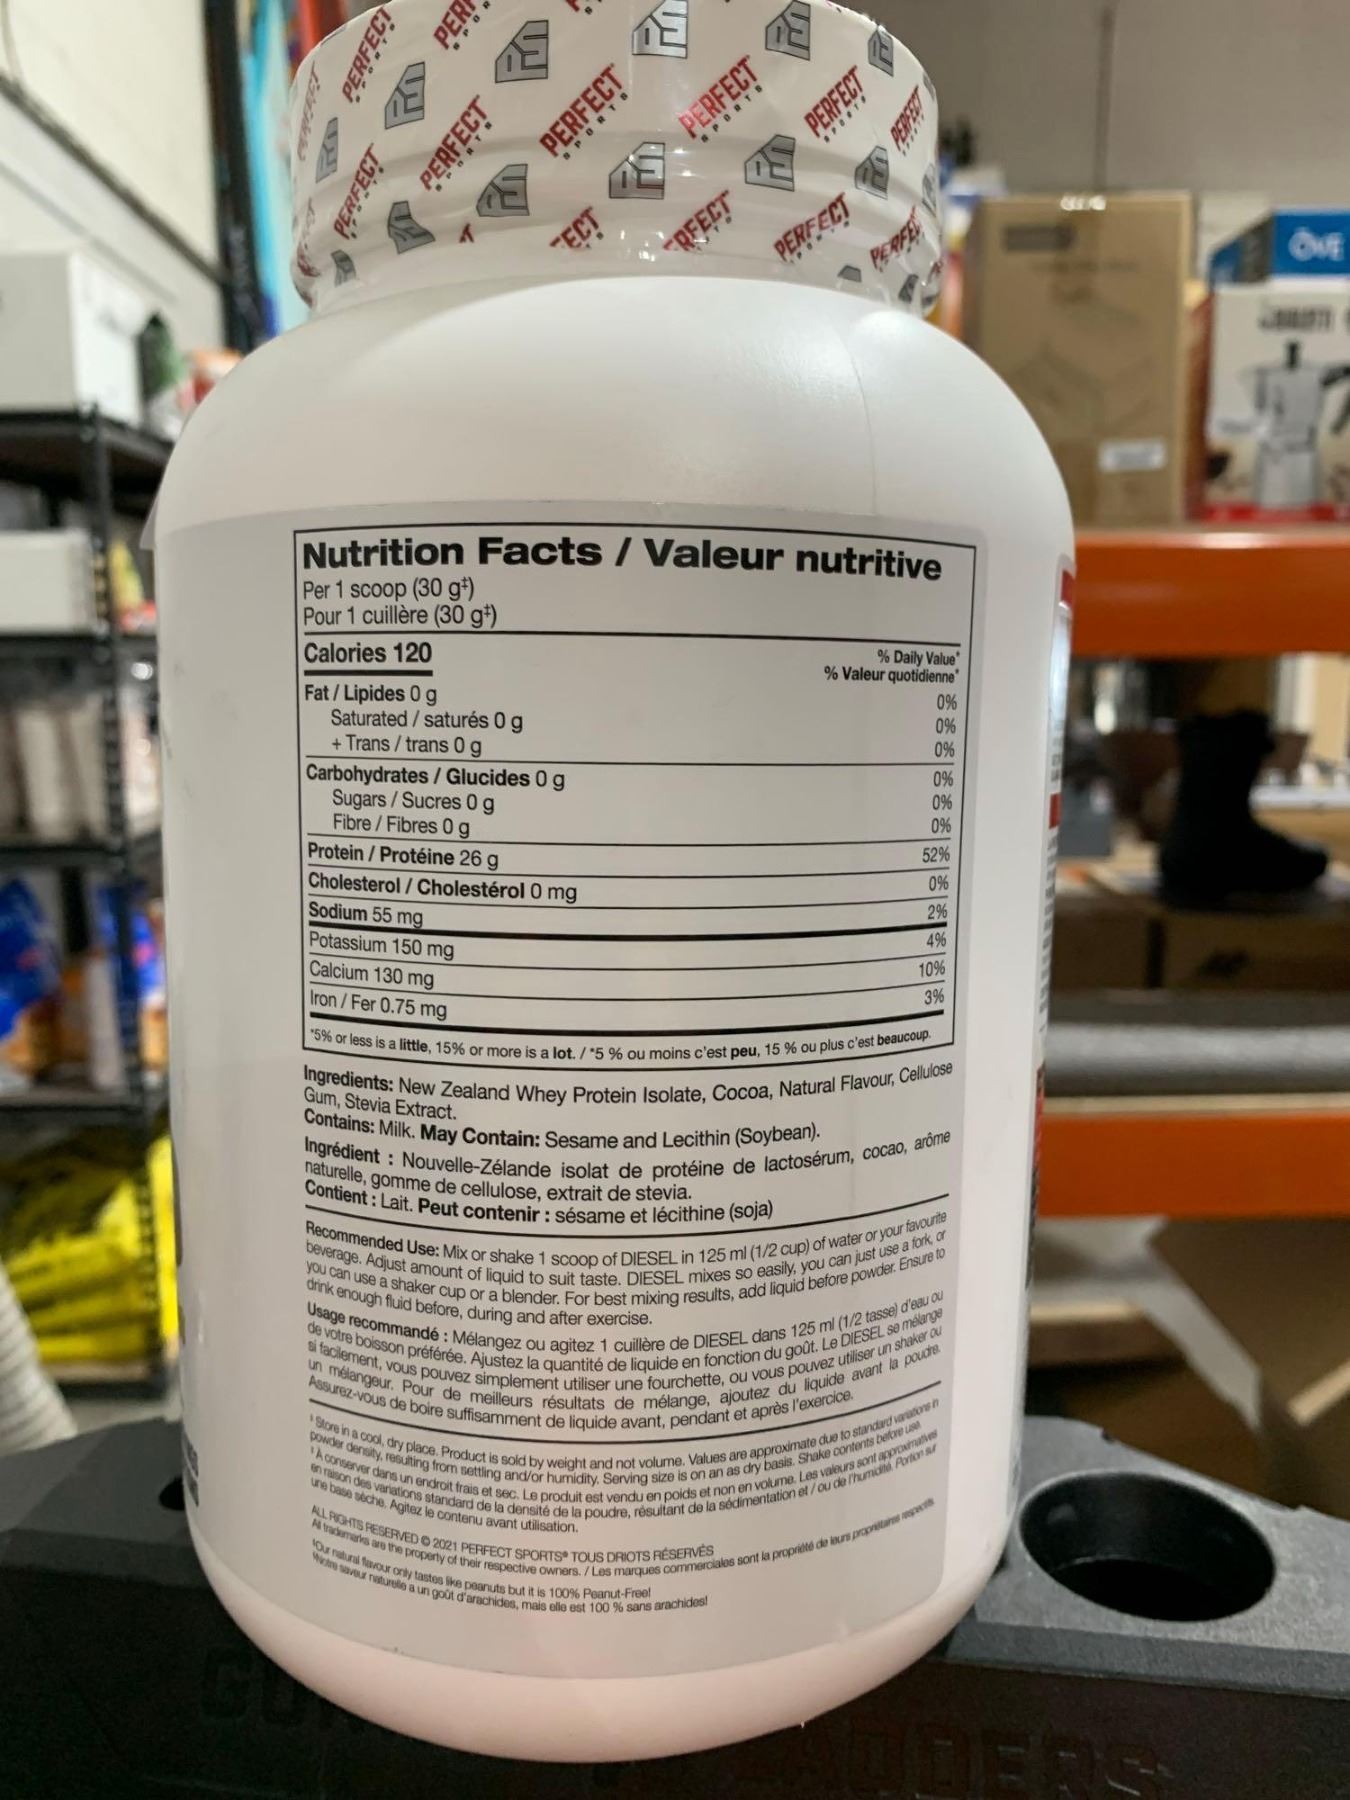 PERFECT SPORTS
Nutrition Facts / Valeur nutritive
Per 1 scoop (30 g‡)
Pour 1 cuillère (30 g‡)
Calories 120
% Daily Value*
% Valeur quotidienne*
Fat / Lipides 0 g 0%
Saturated / saturés 0 g 0%
+ Trans / trans 0 g 0%
Carbohydrates / Glucides 0 g 0%
Sugars / Sucres 0 g 0%
Fibre / Fibres 0 g 0%
Protein / Protéine 26 g 52%
Cholesterol / Cholestérol 0 mg 0%
Sodium 55 mg 2%
Potassium 150 mg 4%
Calcium 130 mg 10%
Iron / Fer 0.75 mg 3%
*5% or less is a little, 15% or more is a lot. / *5 % ou moins c'est peu, 15 % ou plus c'est beaucoup.
Ingredients: New Zealand Whey Protein Isolate, Cocoa, Natural Flavour, Cellulose
Gum, Stevia Extract.
Contains: Milk. May Contain: Sesame and Lecithin (Soybean).
Ingrédient : Nouvelle-Zélande isolat de protéine de lactosérum, cocao, arôme
naturelle, gomme de cellulose, extrait de stevia.
Contient : Lait. Peut contenir : sésame et lécithine (soja)
Recommended Use: Mix or shake 1 scoop of DIESEL in 125 ml (1/2 cup) of water or your favourite
beverage. Adjust amount of liquid to suit taste. DIESEL mixes so easily, you can just use a fork, or
you can use a shaker cup or a blender. For best mixing results, add liquid before powder. Ensure to
drink enough fluid before, during and after exercise.
Usage recommandé : Mélangez ou agitez 1 cuillère de DIESEL dans 125 ml (1/2 tasse) d'eau ou
de votre boisson préférée. Ajustez la quantité de liquide en fonction du goût. Le DIESEL se mélange
si facilement, vous pouvez simplement utiliser une fourchette, ou vous pouvez utiliser un shaker ou
un mélangeur. Pour de meilleurs résultats de mélange, ajoutez du liquide avant la poudre.
Assurez-vous de boire suffisamment de liquide avant, pendant et après l'exercice.
‡ Store in a cool, dry place. Product is sold by weight and not volume. Values are approximate due to standard variations in
powder density, resulting from settling and/or humidity. Serving size is on an as dry basis. Shake contents before use.
‡ À conserver dans un endroit frais et sec. Le produit est vendu en poids et non en volume. Les valeurs sont approximatives
en raison des variations standard de la densité de la poudre, résultant de la sédimentation et / ou de l'humidité. Portion sur
une base sèche. Agitez le contenu avant utilisation.
ALL RIGHTS RESERVED © 2021 PERFECT SPORTS® TOUS DRIOTS RÉSERVÉS
All trademarks are the property of their respective owners. / Les marques commerciales sont la propriété de leurs propriétaires respectifs.
Our natural flavour only tastes like peanuts but it is 100% Peanut-Free!
Notre saveur naturelle a un goût d'arachides, mais elle est 100 % sans arachides!
ÔVE